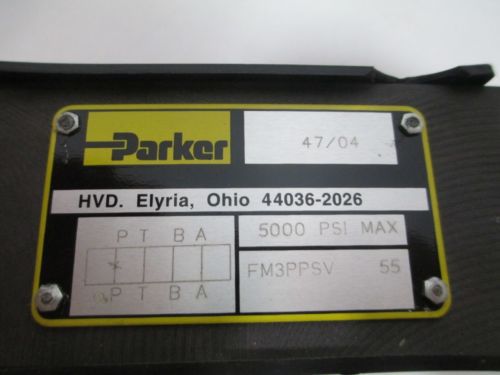 Parker
47/04
HVD. Elyria, Ohio 44036-2026
P T B A
5000 PSI MAX
P T B A
FM3PPSV 55